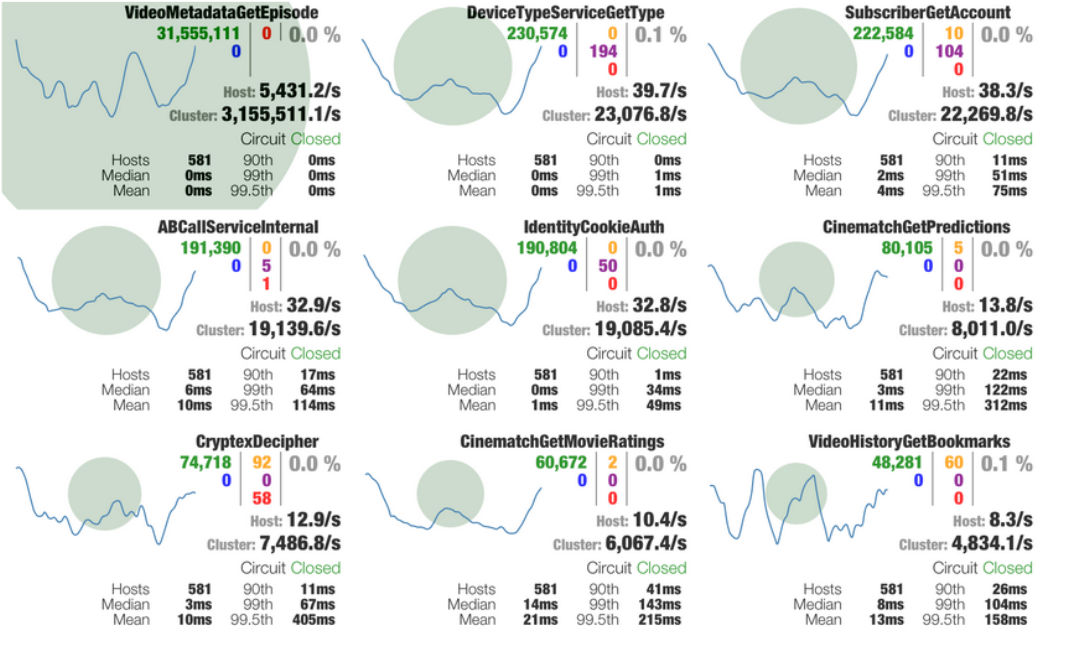 VideoMetadataGetEpisode
31,555,111 0 0.0 %
0
Host: 5,431.2/s
Cluster: 3,155,511.1/s
Circuit Closed
Hosts 581 90th 0ms
Median 0ms 99th 0ms
Mean 0ms 99.5th 0ms
DeviceTypeServiceGetType
230,574 0 0.1 %
0 194
0
Host: 39.7/s
Cluster: 23,076.8/s
Circuit Closed
Hosts 581 90th 0ms
Median 0ms 99th 1ms
Mean 0ms 99.5th 1ms
SubscriberGetAccount
222,584 10 0.0 %
0 104
0
Host: 38.3/s
Cluster: 22,269.8/s
Circuit Closed
Hosts 581 90th 11ms
Median 2ms 99th 51ms
Mean 4ms 99.5th 75ms
ABCallServiceInternal
191,390 0 0.0 %
0 5
1
Host: 32.9/s
Cluster: 19,139.6/s
Circuit Closed
Hosts 581 90th 17ms
Median 6ms 99th 64ms
Mean 10ms 99.5th 114ms
IdentityCookieAuth
190,804 0 0.0 %
0 50
0
Host: 32.8/s
Cluster: 19,085.4/s
Circuit Closed
Hosts 581 90th 1ms
Median 0ms 99th 34ms
Mean 1ms 99.5th 49ms
CinematchGetPredictions
80,105 5 0.0 %
0 0
0
Host: 13.8/s
Cluster: 8,011.0/s
Circuit Closed
Hosts 581 90th 22ms
Median 3ms 99th 122ms
Mean 11ms 99.5th 312ms
CryptexDecipher
74,718 92 0.0 %
0 0
58
Host: 12.9/s
Cluster: 7,486.8/s
Circuit Closed
Hosts 581 90th 11ms
Median 3ms 99th 67ms
Mean 10ms 99.5th 405ms
CinematchGetMovieRatings
60,672 2 0.0 %
0 0
0
Host: 10.4/s
Cluster: 6,067.4/s
Circuit Closed
Hosts 581 90th 41ms
Median 14ms 99th 143ms
Mean 21ms 99.5th 215ms
VideoHistoryGetBookmarks
48,281 60 0.1 %
0 0
0
Host: 8.3/s
Cluster: 4,834.1/s
Circuit Closed
Hosts 581 90th 26ms
Median 8ms 99th 104ms
Mean 13ms 99.5th 158ms